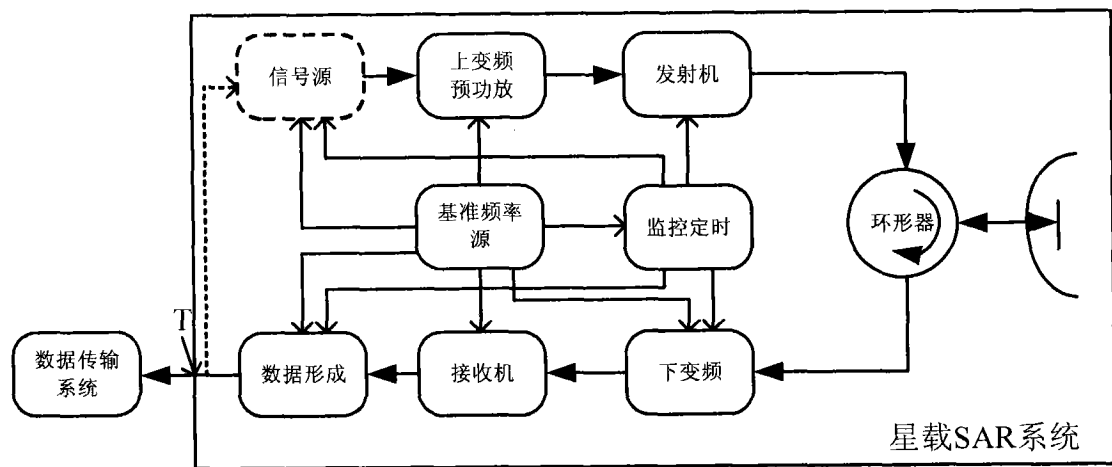 信号源
上变频
预功放
发射机
基准频率
源
监控定时
环形器
T
数据传输
系统
数据形成
接收机
下变频
星载SAR系统